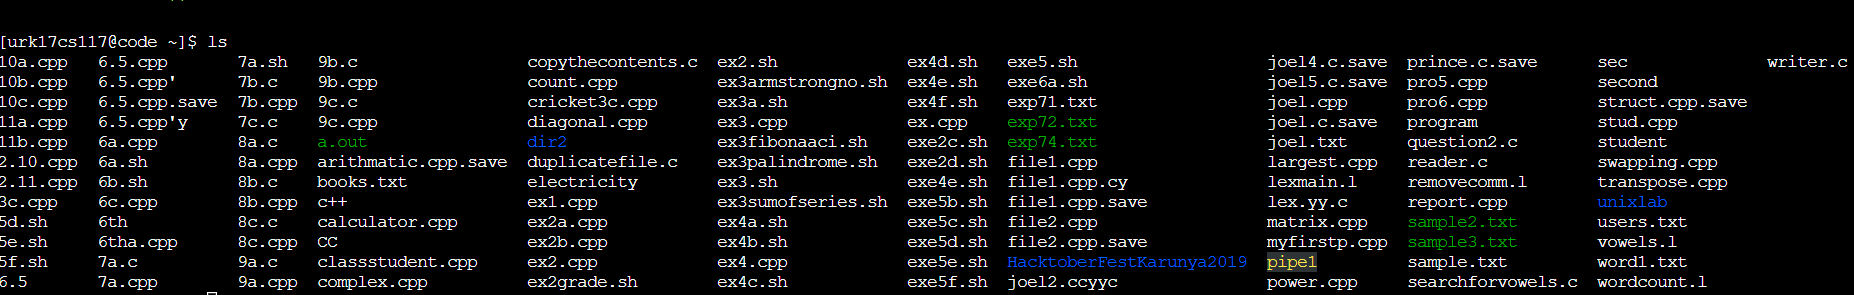 [urk17cs117@code ~]$ ls
10a.cpp 6.5.cpp 7a.sh 9b.c copythecontents.c ex2.sh ex4d.sh exe5.sh joel4.c.save prince.c.save sec writer.c
10b.cpp 6.5.cpp' 7b.c 9b.cpp count.cpp ex3armstrongno.sh ex4e.sh exe6a.sh joel5.c.save pro5.cpp second
10c.cpp 6.5.cpp.save 7b.cpp 9c.c cricket3c.cpp ex3a.sh ex4f.sh exp71.txt joel.cpp pro6.cpp struct.cpp.save
11a.cpp 6.5.cpp'y 7c.c 9c.cpp diagonal.cpp ex3.cpp ex.cpp exp72.txt joel.c.save program stud.cpp
11b.cpp 6a.cpp 8a.c a.out dir2 ex3fibonaaci.sh exe2c.sh exp74.txt joel.txt question2.c student
2.10.cpp 6a.sh 8a.cpp arithmatic.cpp.save duplicatefile.c ex3palindrome.sh exe2d.sh file1.cpp largest.cpp reader.c swapping.cpp
2.11.cpp 6b.sh 8b.c books.txt electricity ex3.sh exe4e.sh file1.cpp.cy lexmain.l removecomm.l transpose.cpp
3c.cpp 6c.cpp 8b.cpp c++ ex1.cpp ex3sumofseries.sh exe5b.sh file1.cpp.save lex.yy.c report.cpp unixlab
5d.sh 6th 8c.c calculator.cpp ex2a.cpp ex4a.sh exe5c.sh file2.cpp matrix.cpp sample2.txt users.txt
5e.sh 6tha.cpp 8c.cpp CC ex2b.cpp ex4b.sh exe5d.sh file2.cpp.save myfirstp.cpp sample3.txt vowels.l
5f.sh 7a.c 9a.c classstudent.cpp ex2.cpp ex4.cpp exe5e.sh HacktoberFestKarunya2019 pipe1 sample.txt word1.txt
6.5 7a.cpp 9a.cpp complex.cpp ex2grade.sh ex4c.sh exe5f.sh joel2.ccyyc power.cpp searchforvowels.c wordcount.l